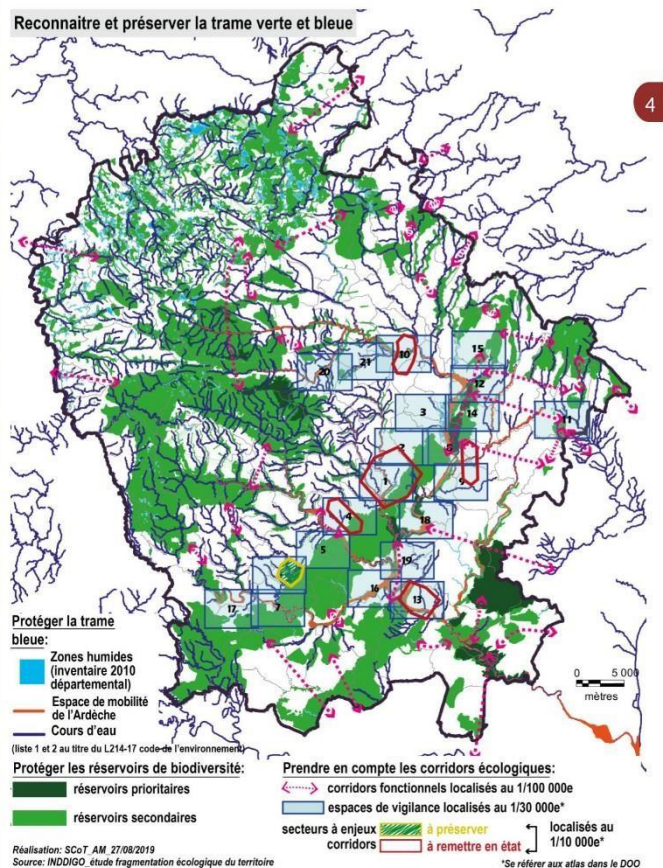 Reconnaitre et préserver la trame verte et bleue
4
15
10
21
20
12
3
14
11
2
6
1
9
4
18
5
19
16
13
17
7
Protéger la trame
bleue:
Zones humides
(inventaire 2010
départemental)
Espace de mobilité
de l'Ardèche
Cours d'eau
(liste 1 et 2 au titre du L214-17 code de l'environnement)
0 5 000
mètres
Protéger les réservoirs de biodiversité:
réservoirs prioritaires
réservoirs secondaires
Prendre en compte les corridors écologiques:
corridors fonctionnels localisés au 1/100 000e
espaces de vigilance localisés au 1/30 000e*
secteurs à enjeux
corridors
à préserver
à remettre en état
localisés au
1/10 000e*
Réalisation: SCoT_AM_27/08/2019
Source: INDDIGO_étude fragmentation écologique du territoire
*Se référer aux atlas dans le DOO